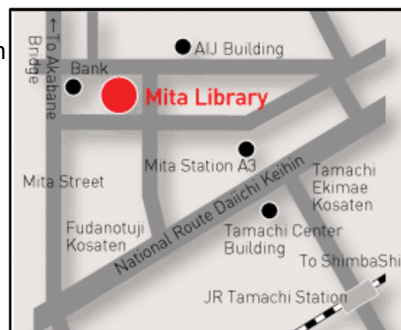 ←To Akabane
Bridge
AIJ Building
Bank
Mita Library
Mita Station A3
Mita Street
National Route Daiichi Keihin
Tamachi
Ekimae
Kosaten
Fudanotuji
Kosaten
Tamachi Center
Building
To ShimbaShi
JR Tamachi Station